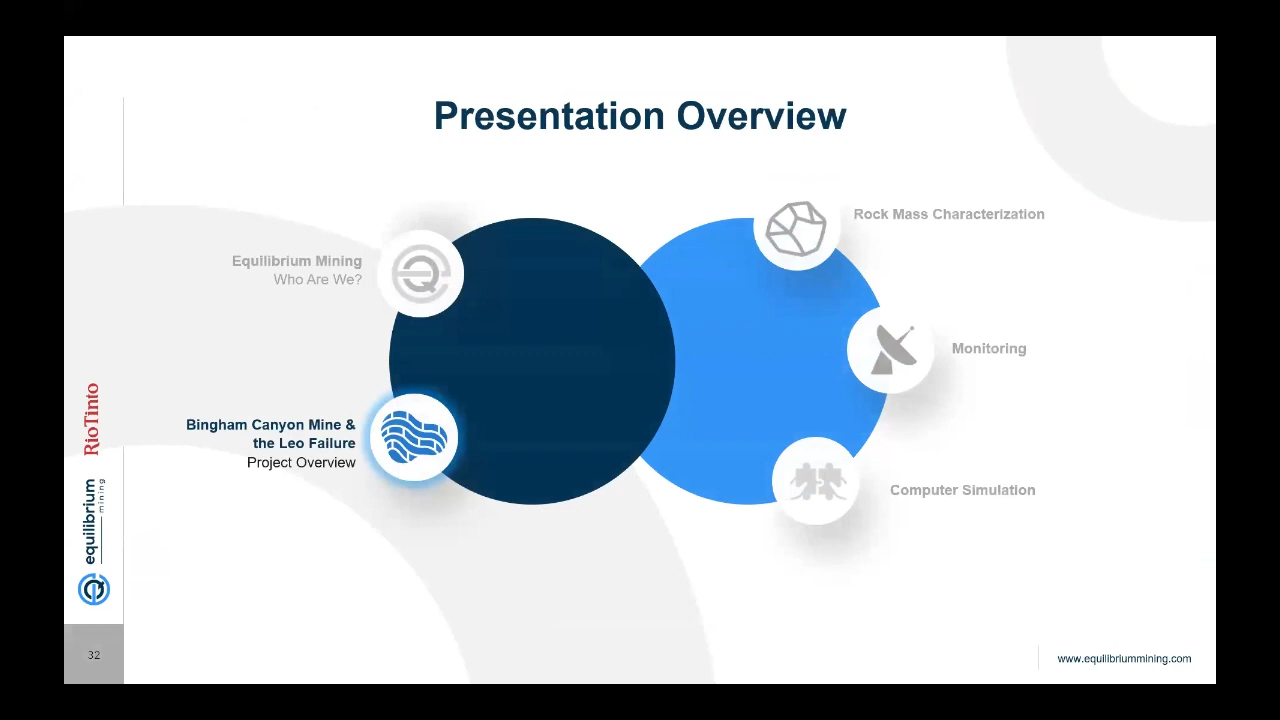 Presentation Overview
Equilibrium Mining
Who Are We?
Bingham Canyon Mine &
the Leo Failure
Project Overview
Rock Mass Characterization
Monitoring
Computer Simulation
RioTinto
equilibrium
mining
32
www.equilibriummining.com